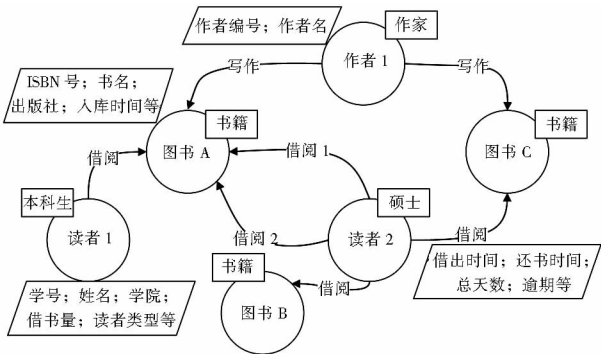 作者编号；作者名
作家
作者 1
写作
写作
ISBN 号；书名；
出版社；入库时间等
书籍
图书 A
书籍
图书 C
借阅
借阅 1
本科生
读者 1
硕士
读者 2
借阅 2
借阅
书籍
图书 B
借阅
学号；姓名；学院；
借书量；读者类型等
借出时间；还书时间；
总天数；逾期等